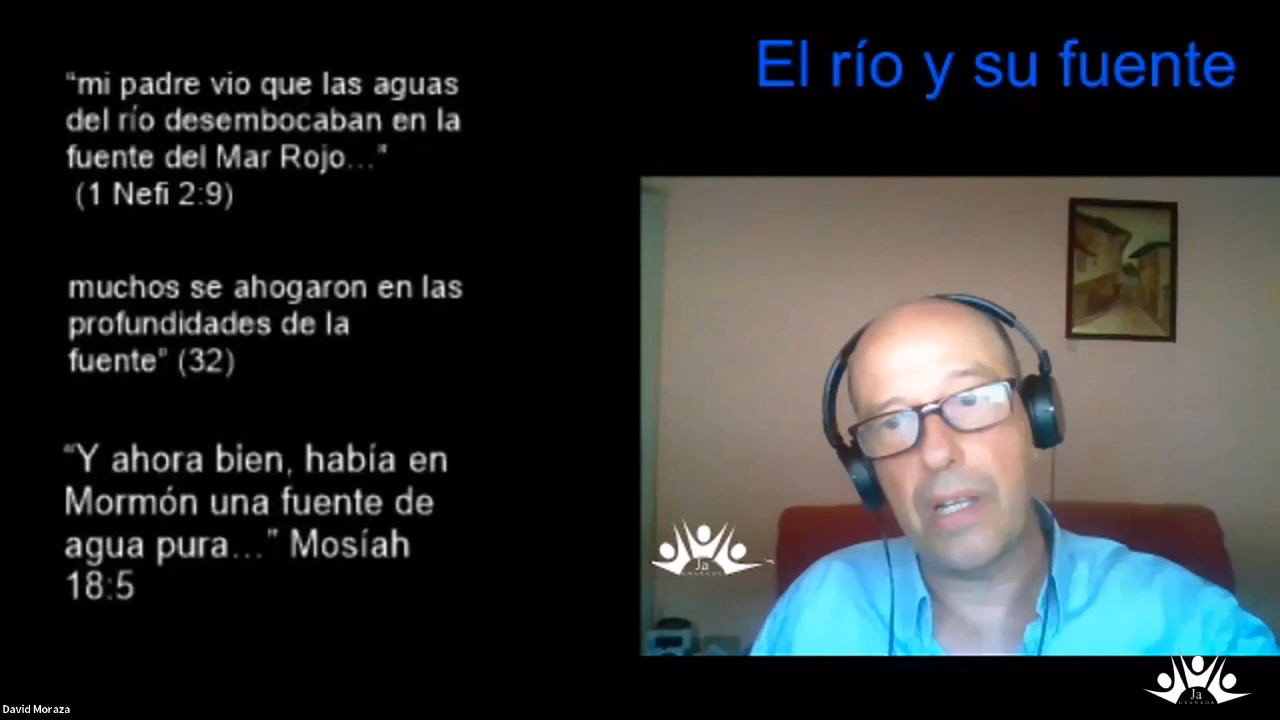 El río y su fuente
“mi padre vio que las aguas
del río desembocaban en la
fuente del Mar Rojo…”
(1 Nefi 2:9)
muchos se ahogaron en las
profundidades de la
fuente” (32)
“Y ahora bien, había en
Mormón una fuente de
agua pura…” Mosíah
18:5
Ja
GRANADA
Ja
GRANADA
David Moraza